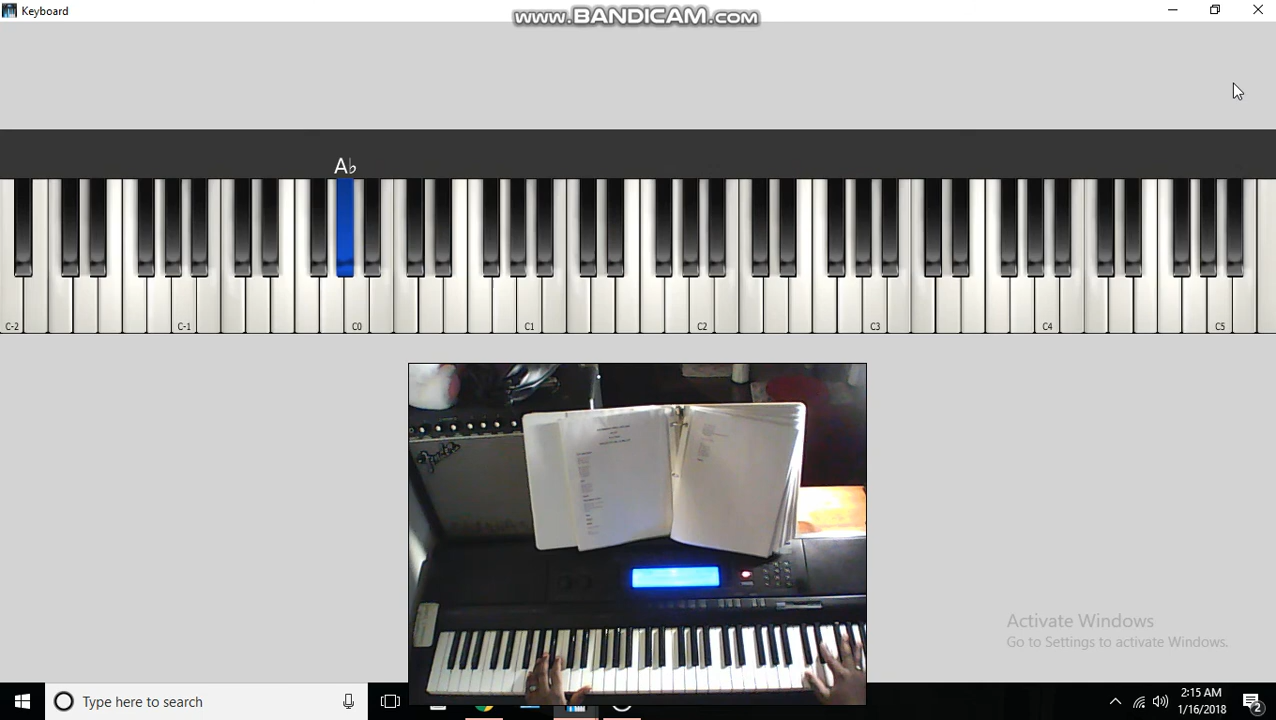 Keyboard
www.BANDICAM.com
A♭
C-2
C-1
C0
C1
C2
C3
C4
C5
Activate Windows
Go to Settings to activate Windows.
Type here to search
2:15 AM
1/16/2018
2